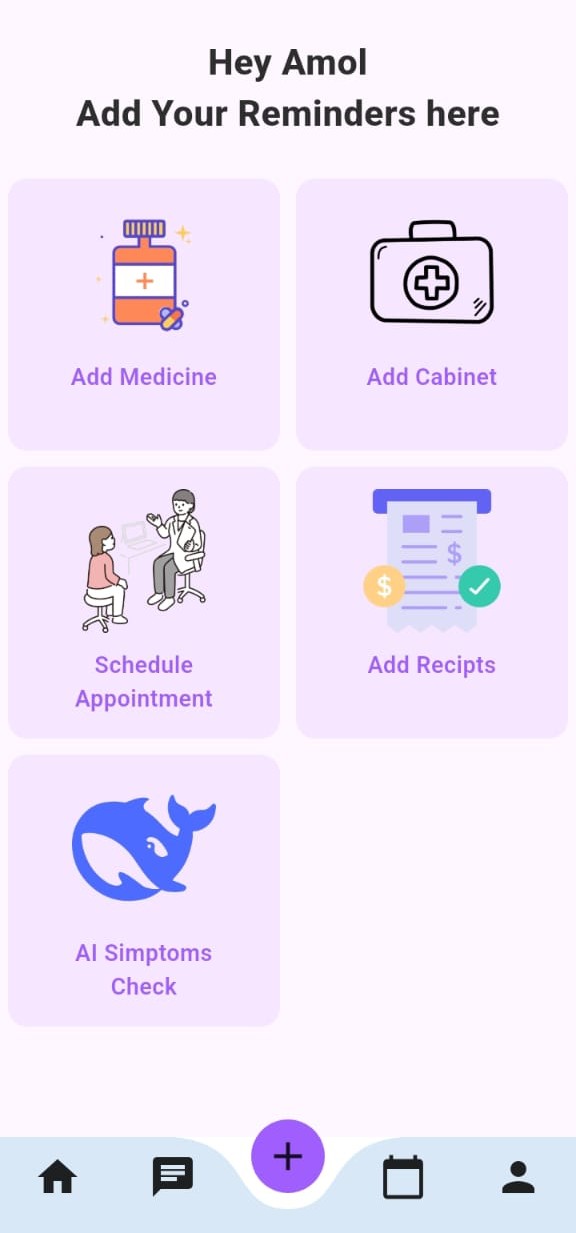 Hey Amol
Add Your Reminders here
Add Medicine
Add Cabinet
Schedule
Appointment
$
$
Add Recipts
AI Simptoms
Check